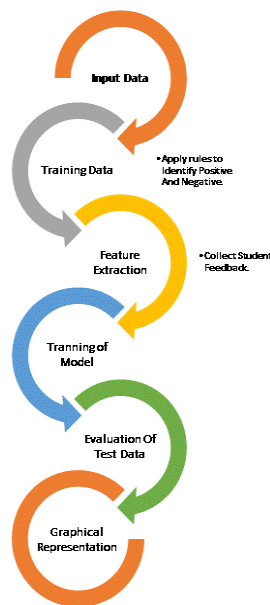 Input Data
Training Data
•Apply rules to
Identify Positive
And Negative.
Feature
Extraction
•Collect Student
Feedback.
Tranning of
Model
Evaluation Of
Test Data
Graphical
Representation